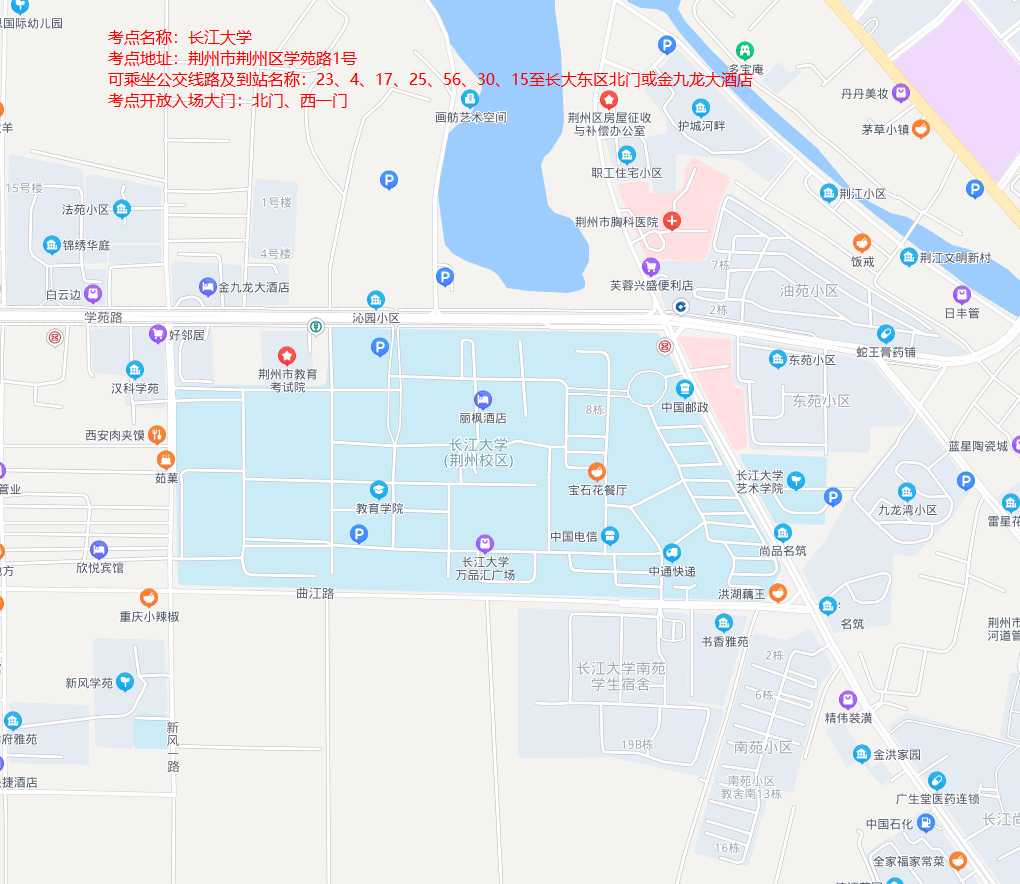 国际幼儿园
考点名称：长江大学
考点地址：荆州市荆州区学苑路1号
可乘坐公交线路及到站名称：23、4、17、25、56、30、15至长大东区北门或金九龙大酒店
考点开放入场大门：北门、西一门
多宝庵
丹丹美妆
画舫艺术空间
荆州区房屋征收
与补偿办公室
护城河畔
茅草小镇
羊
职工住宅小区
15号楼
1号楼
法苑小区
荆江小区
荆州市胸科医院
锦绣华庭
4号楼
7栋
饭戒
荆江文明新村
白云边
金九龙大酒店
芙蓉兴盛便利店
油苑小区
2栋
日丰管
学苑路
沁园小区
好邻居
蛇王膏药铺
荆州市教育
考试院
东苑小区
汉科学苑
丽枫酒店
8栋
中国邮政
东苑小区
西安肉夹馍
长江大学
(荆州校区)
蓝星陶瓷城
茹菓
管业
宝石花餐厅
长江大学
艺术学院
教育学院
九龙湾小区
雷星花
中国电信
尚品名筑
欣悦宾馆
方
长江大学
万品汇广场
中通快递
曲江路
洪湖藕王
重庆小辣椒
名筑
荆州市
河道管
书香雅苑
2栋
长江大学南苑
学生宿舍
新风学苑
6栋
精伟装潢
府雅苑
新风一路
19B栋
南苑小区
金洪家园
捷酒店
南苑小区
教舍南13栋
广生堂医药连锁
中国石化
长江尚
16栋
全家福家常菜